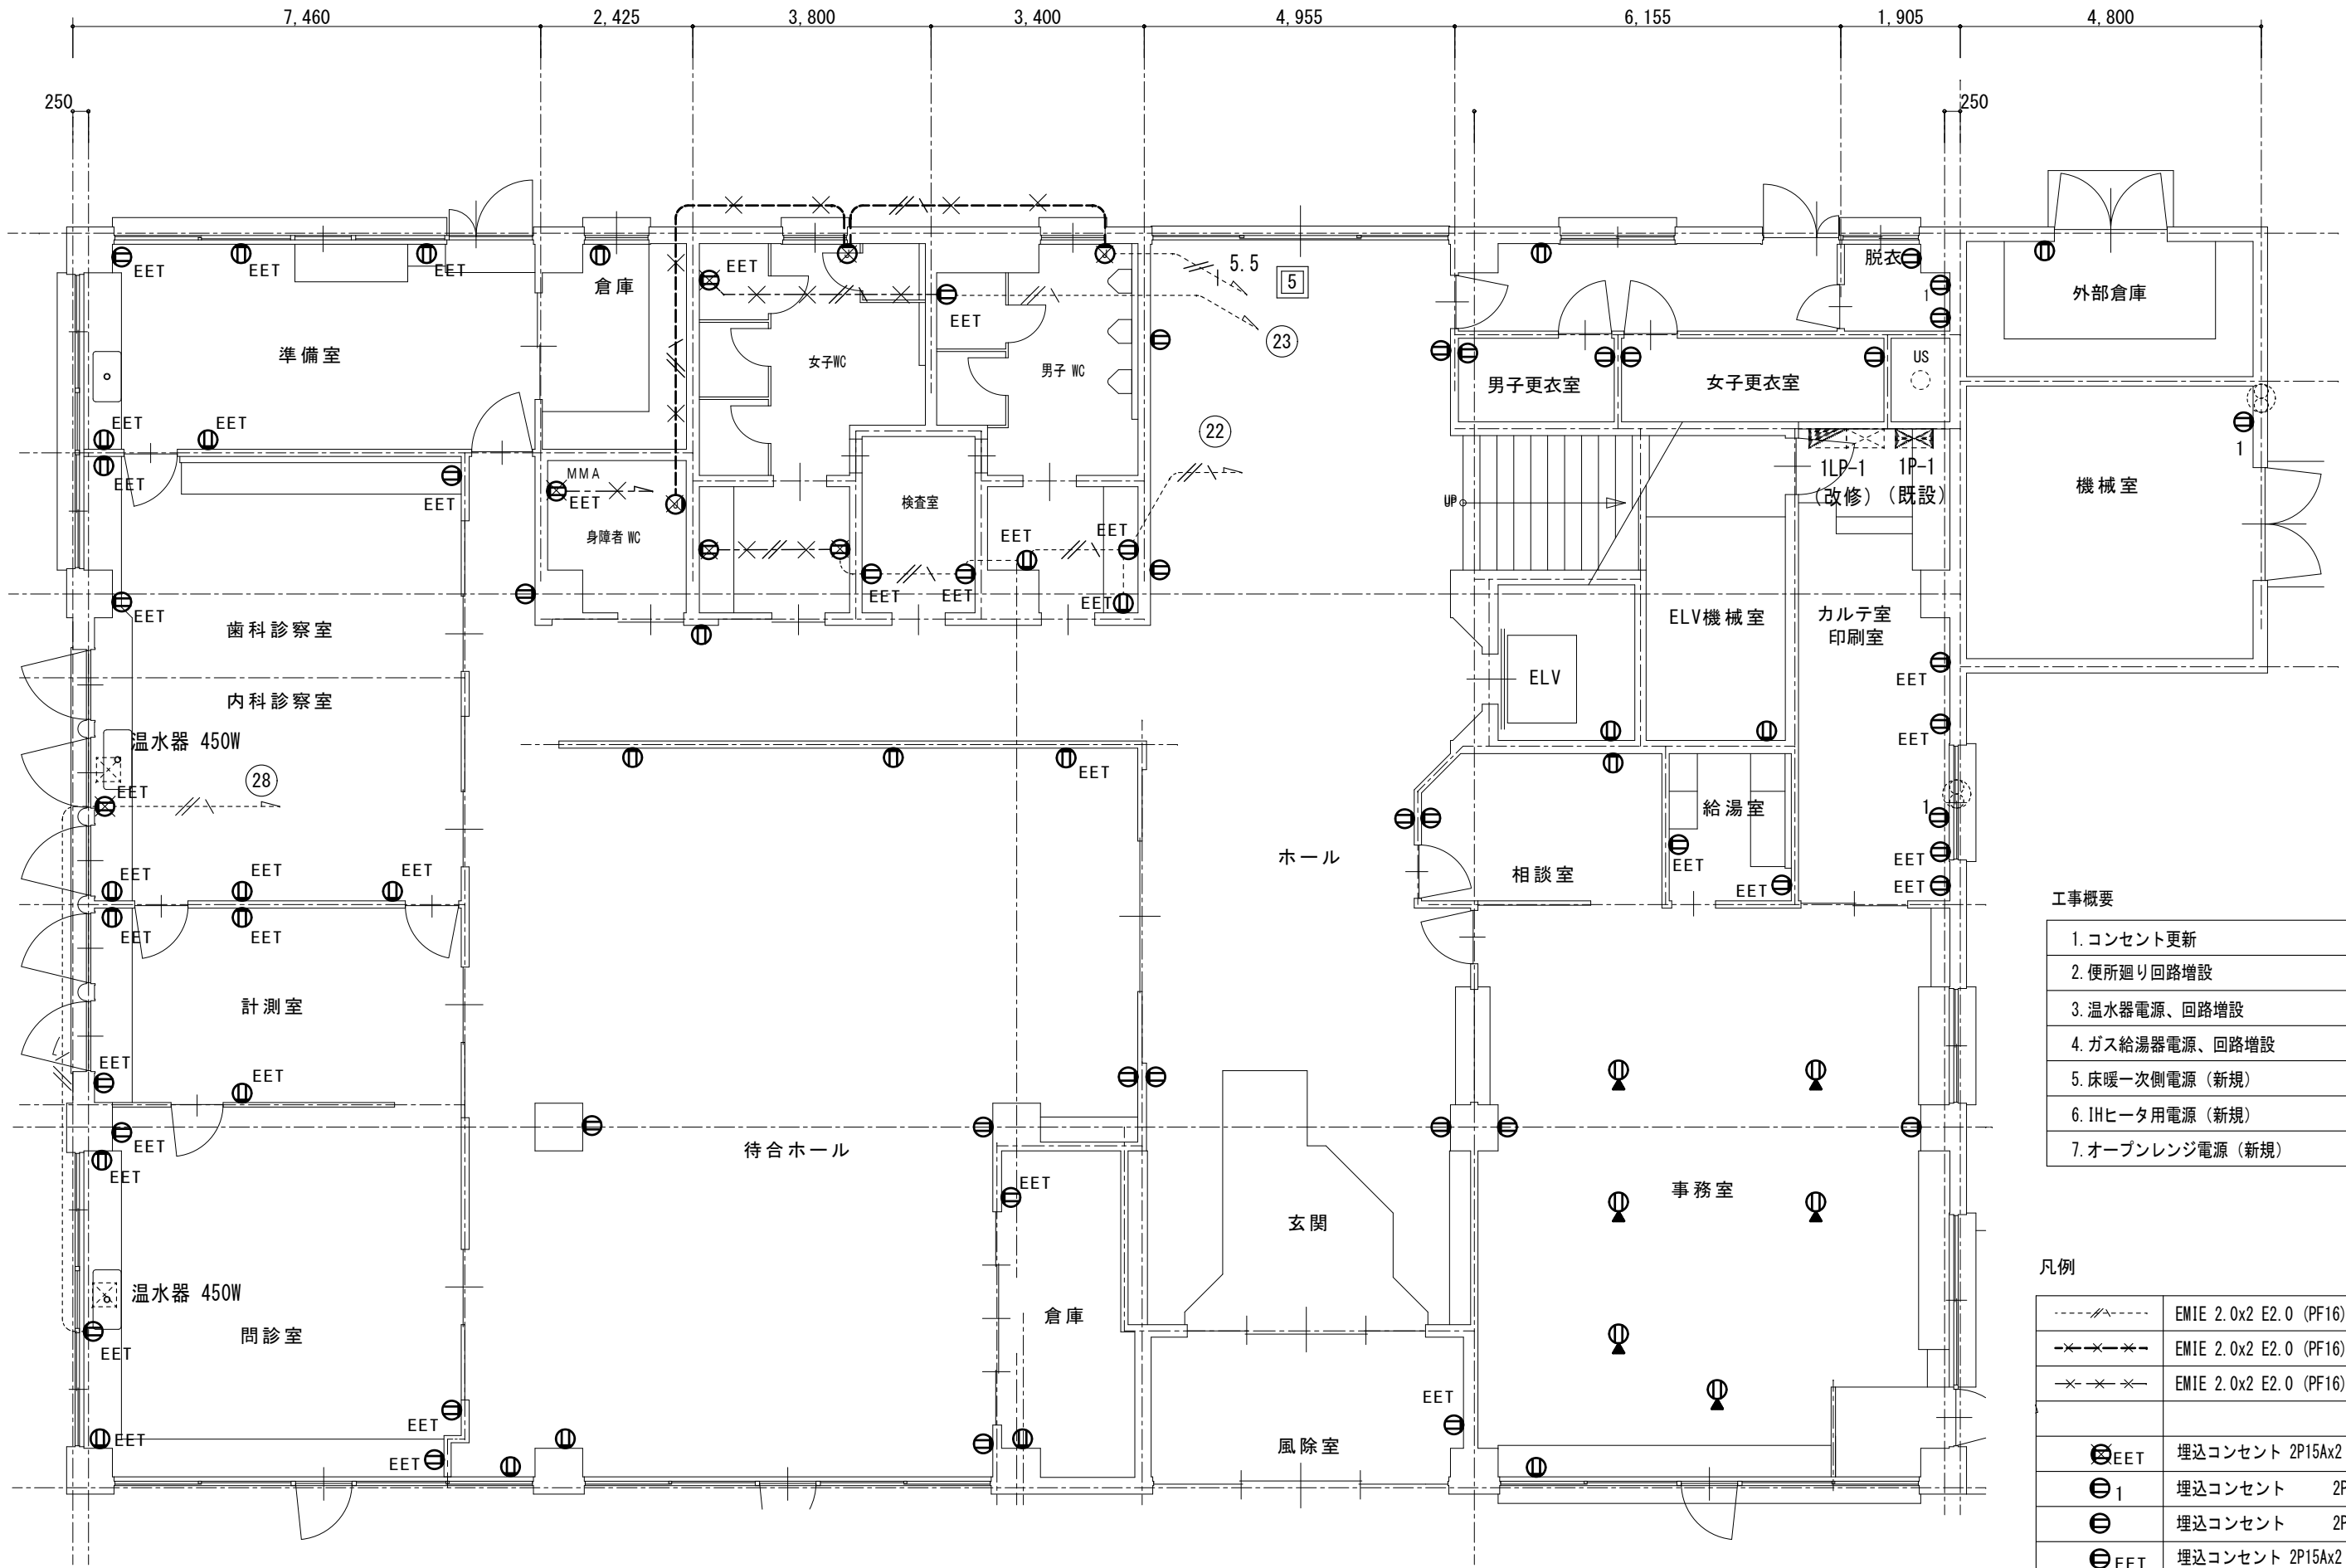 7,460
2,425
3,800
3,400
4,955
6,155
1,905
4,800
250
250
EET
EET
EET
倉庫
EET
EET
5.5
5
23
脱衣
1
外部倉庫
準備室
女子WC
男子 WC
男子更衣室
女子更衣室
US
EET
EET
EET
EET
22
1
MMA
EET
身障者 WC
検査室
EET
EET
EET
EET
EET
UP
1LP-1
(改修)
1P-1
(既設)
機械室
EET
歯科診察室
内科診察室
ELV機械室
カルテ室
印刷室
ELV
EET
EET
温水器 450W
28
EET
EET
給湯室
1
EET
EET
EET
EET
ホール
相談室
EET
EET
EET
EET
EET
計測室
EET
EET
EET
EET
待合ホール
EET
玄関
事務室
温水器 450W
問診室
EET
倉庫
EET
EET
EET
EET
風除室
工事概要
1.コンセント更新
2.便所廻り回路増設
3.温水器電源、回路増設
4.ガス給湯器電源、回路増設
5.床暖一次側電源（新規）
6.IHヒータ用電源（新規）
7.オープンレンジ電源（新規）
凡例
EMIE 2.0x2 E2.0 (PF16)
EMIE 2.0x2 E2.0 (PF16)
EMIE 2.0x2 E2.0 (PF16)
EET 埋込コンセント 2P15Ax2
1 埋込コンセント 2P
埋込コンセント 2P
EET 埋込コンセント 2P15Ax2